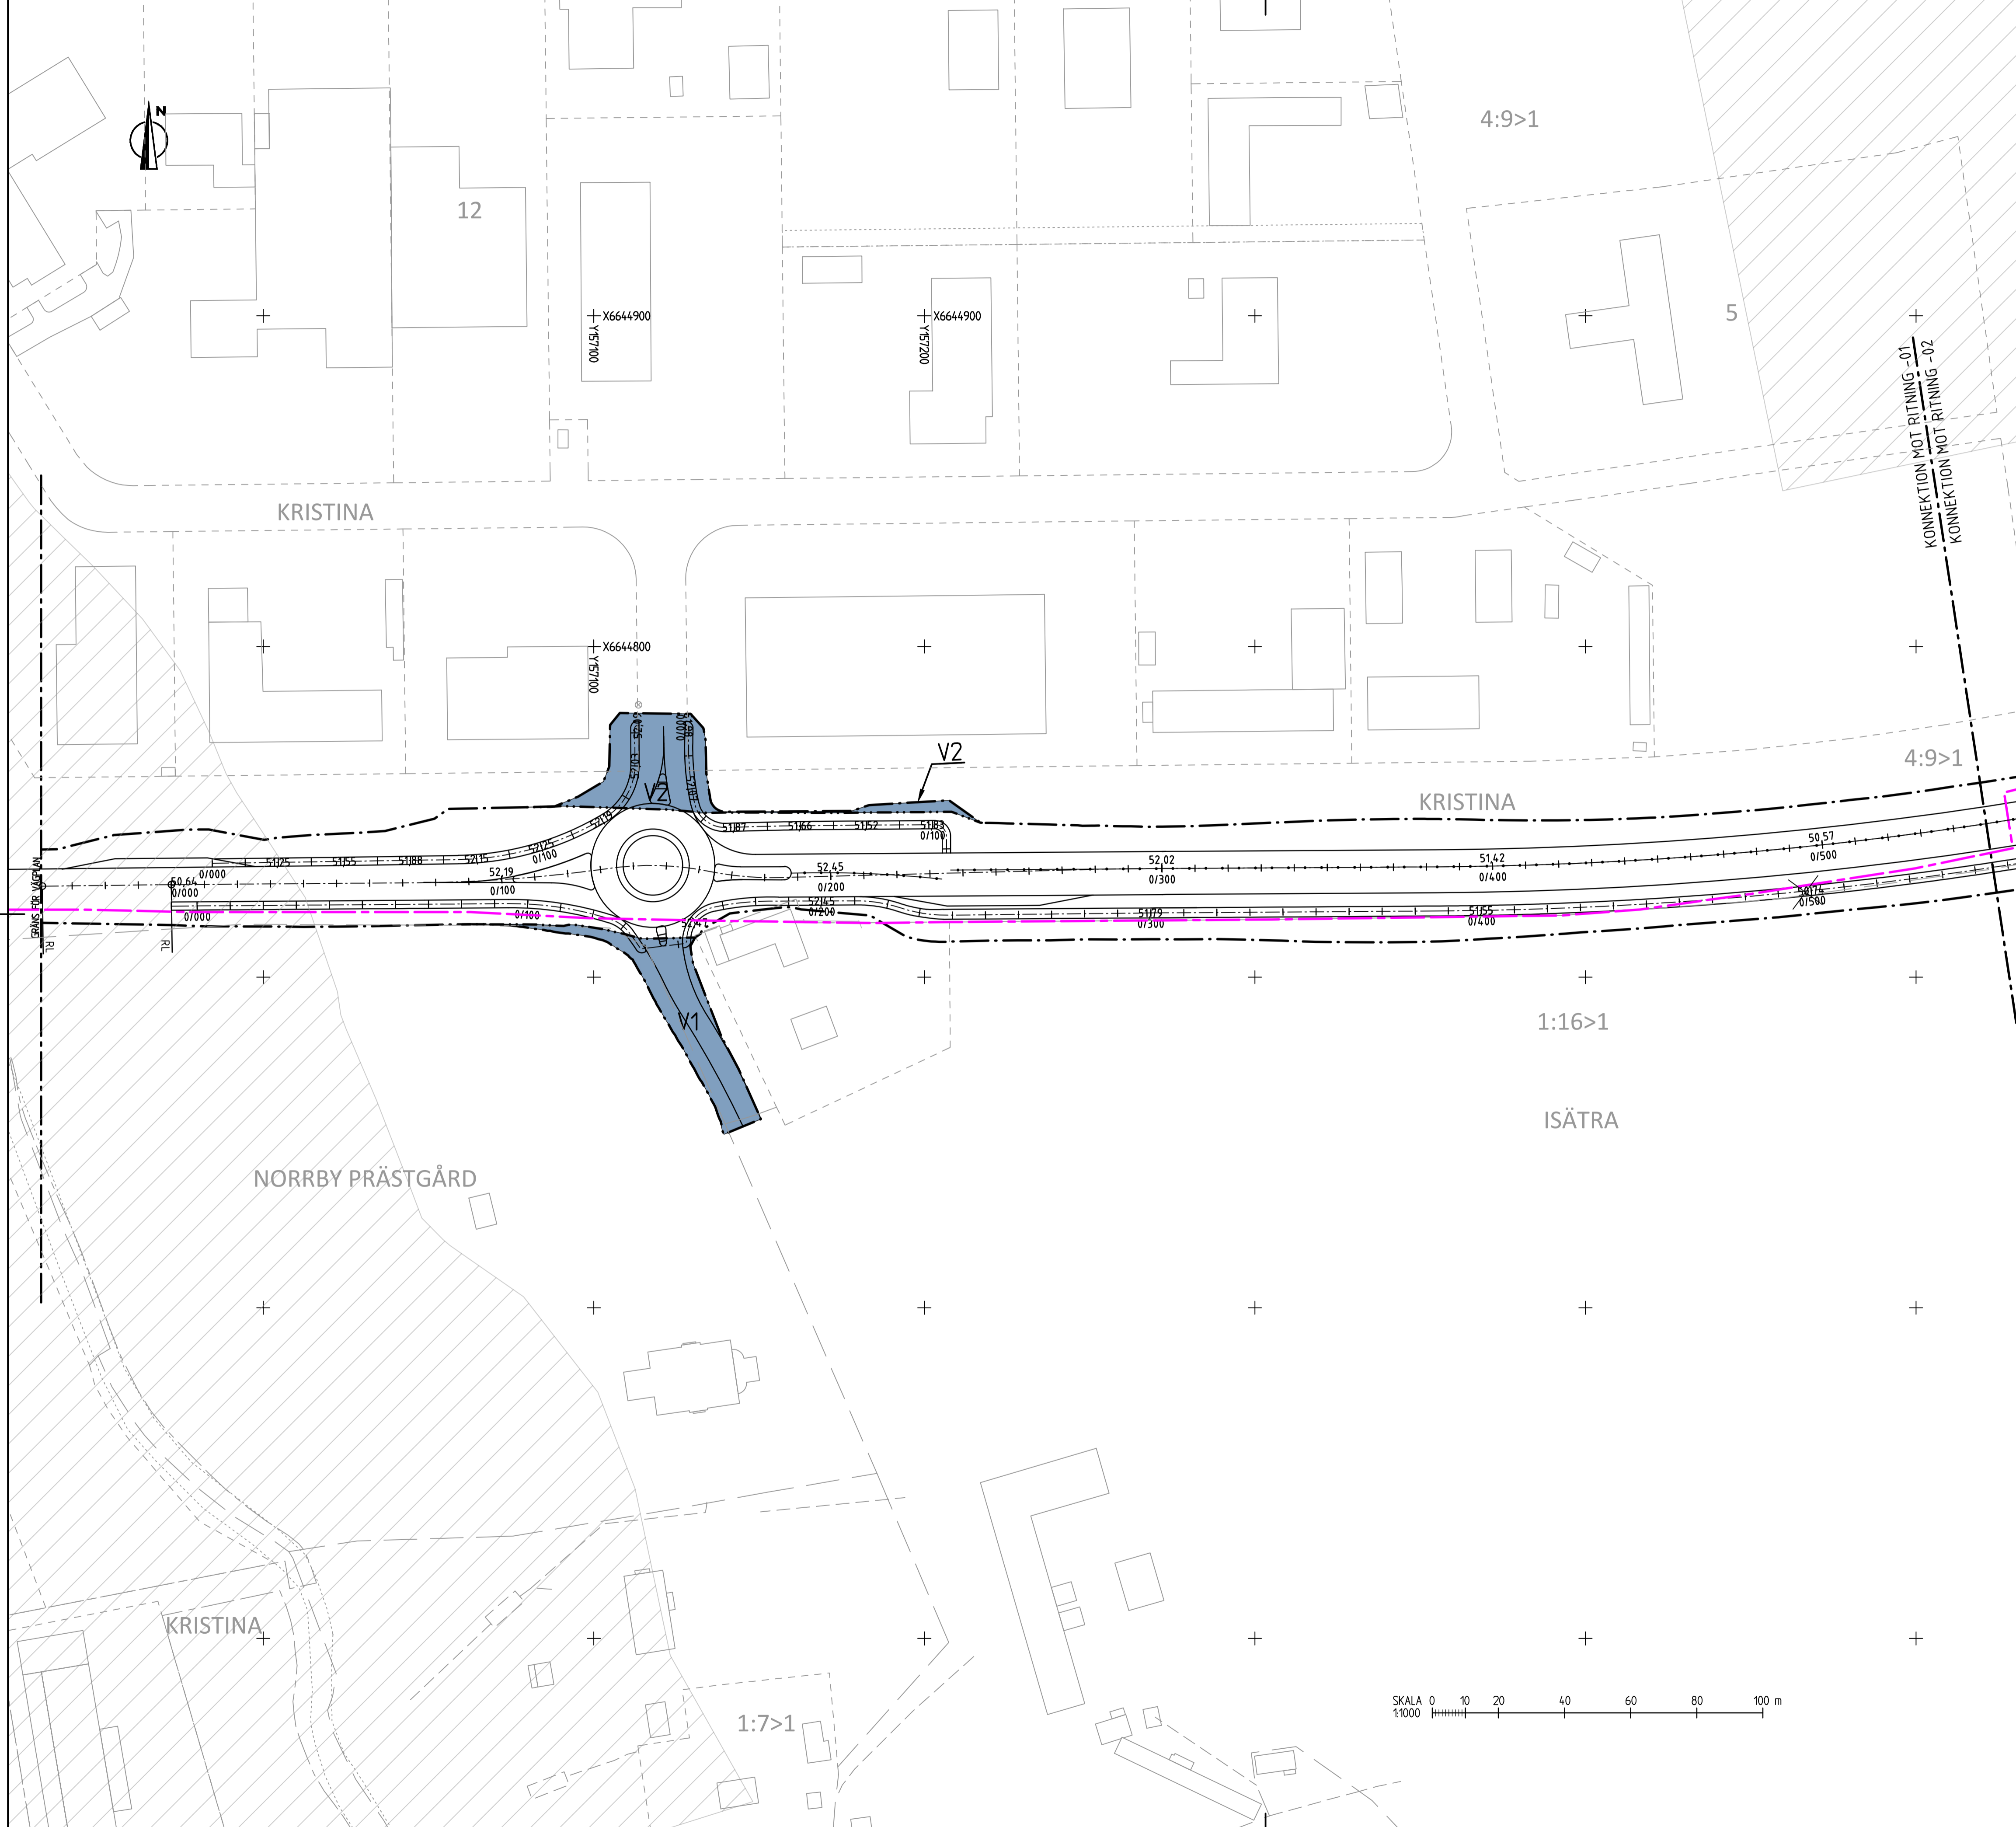 N
4:9>1
12
5
X6644900
Y157100
X6644900
Y157200
KONNEKTION MOT RITNING -01
KONNEKTION MOT RITNING -02
KRISTINA
X6644800
Y157100
V2
4:9>1
KRISTINA
V2
52,19
51,25
51,55
51,88
52,15
52,25
0/100
51,87
51,66
51,52
51,83
0/100
0/000
50,64
0/000
52,19
0/100
52,45
0/200
52,02
0/300
51,42
0/400
50,57
0/500
0/000
0/100
52,45
0/200
51,79
0/300
51,55
0/400
50,74
0/500
GRÄNS FÖR VÄGPLAN
RL
RL
V1
1:16>1
ISÄTRA
NORRBY PRÄSTGÅRD
KRISTINA
1:7>1
SKALA 0 10 20 40 60 80 100 m
1:1000